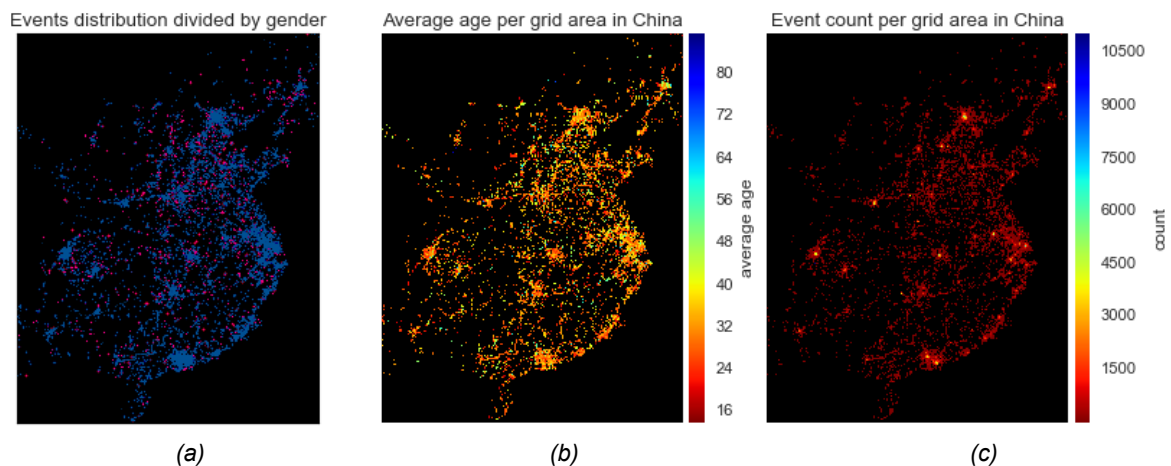 Events distribution divided by gender
Average age per grid area in China
80
72
64
56
48
40
32
24
16
average age
Event count per grid area in China
10500
9000
7500
6000
4500
3000
1500
count
(a)
(b)
(c)